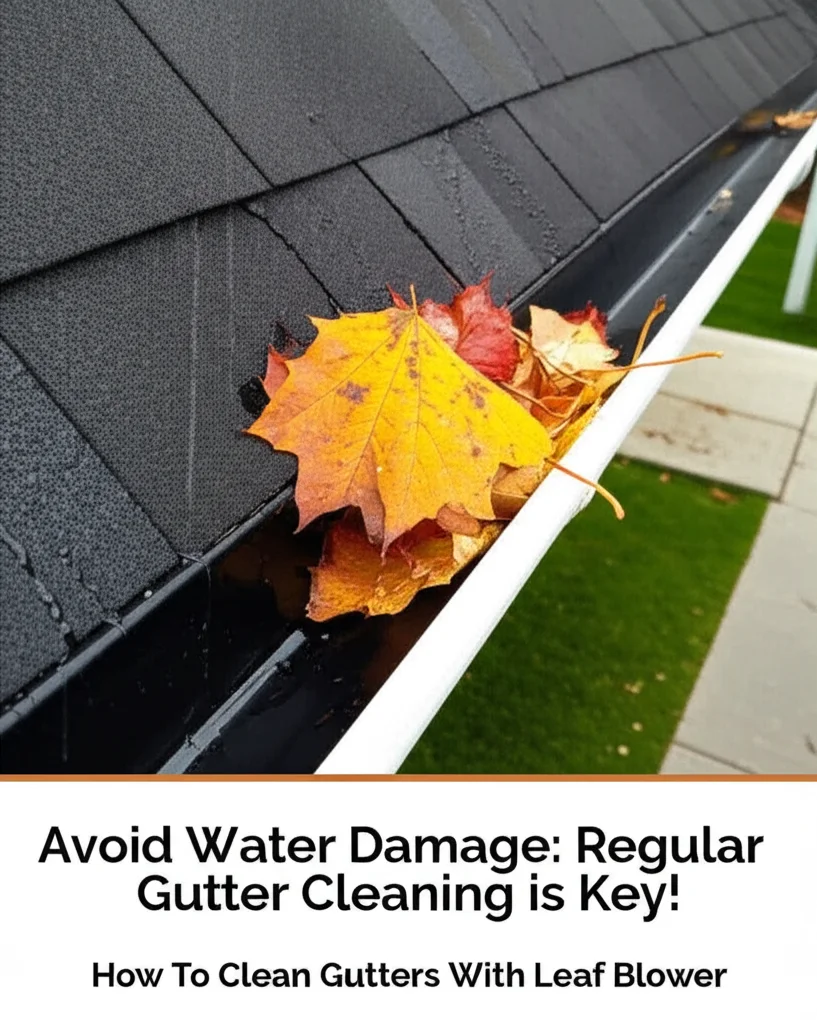 Avoid Water Damage: Regular
Gutter Cleaning is Key!
How To Clean Gutters With Leaf Blower